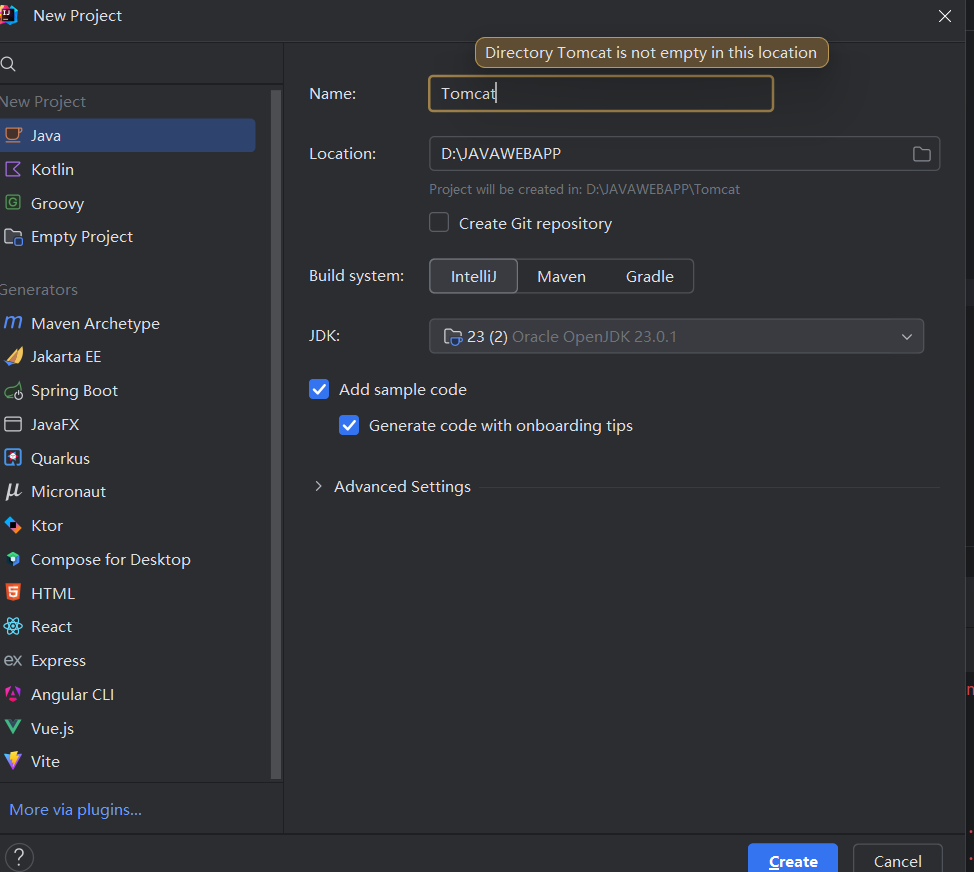 New Project
Directory Tomcat is not empty in this location
Name:
Tomcat
Location:
D:\JAVAWEBAPP
Project will be created in: D:\JAVAWEBAPP\Tomcat
Create Git repository
Build system:
IntelliJ
Maven
Gradle
JDK:
23 (2) Oracle OpenJDK 23.0.1
Add sample code
Generate code with onboarding tips
Advanced Settings
New Project
Java
Kotlin
Groovy
Empty Project
Generators
Maven Archetype
Jakarta EE
Spring Boot
JavaFX
Quarkus
Micronaut
Ktor
Compose for Desktop
HTML
React
ex Express
Angular CLI
Vue.js
Vite
More via plugins...
?
Create
Cancel